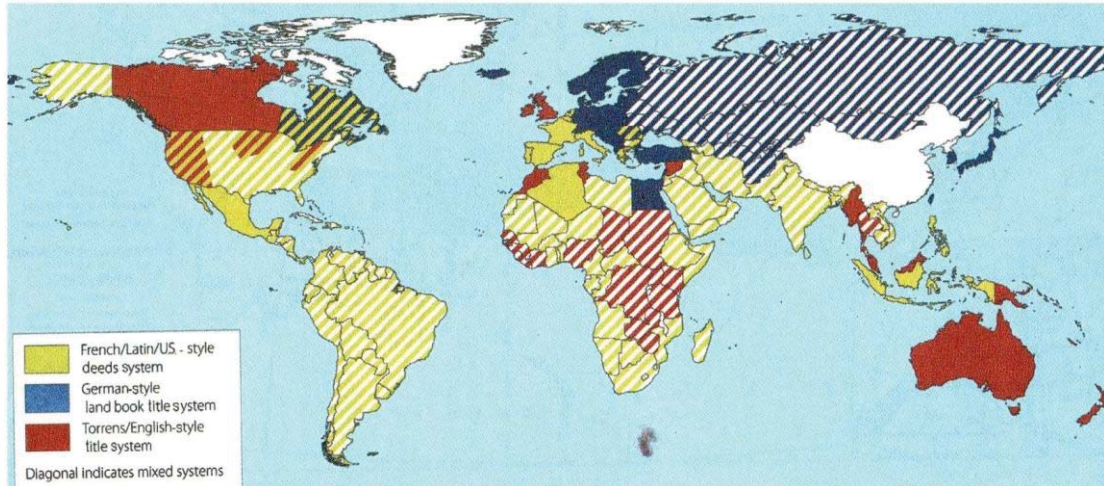 French/Latin/US. - style
deeds system
German-style
land book title system
Torrens/English-style
title system
Diagonal indicates mixed systems